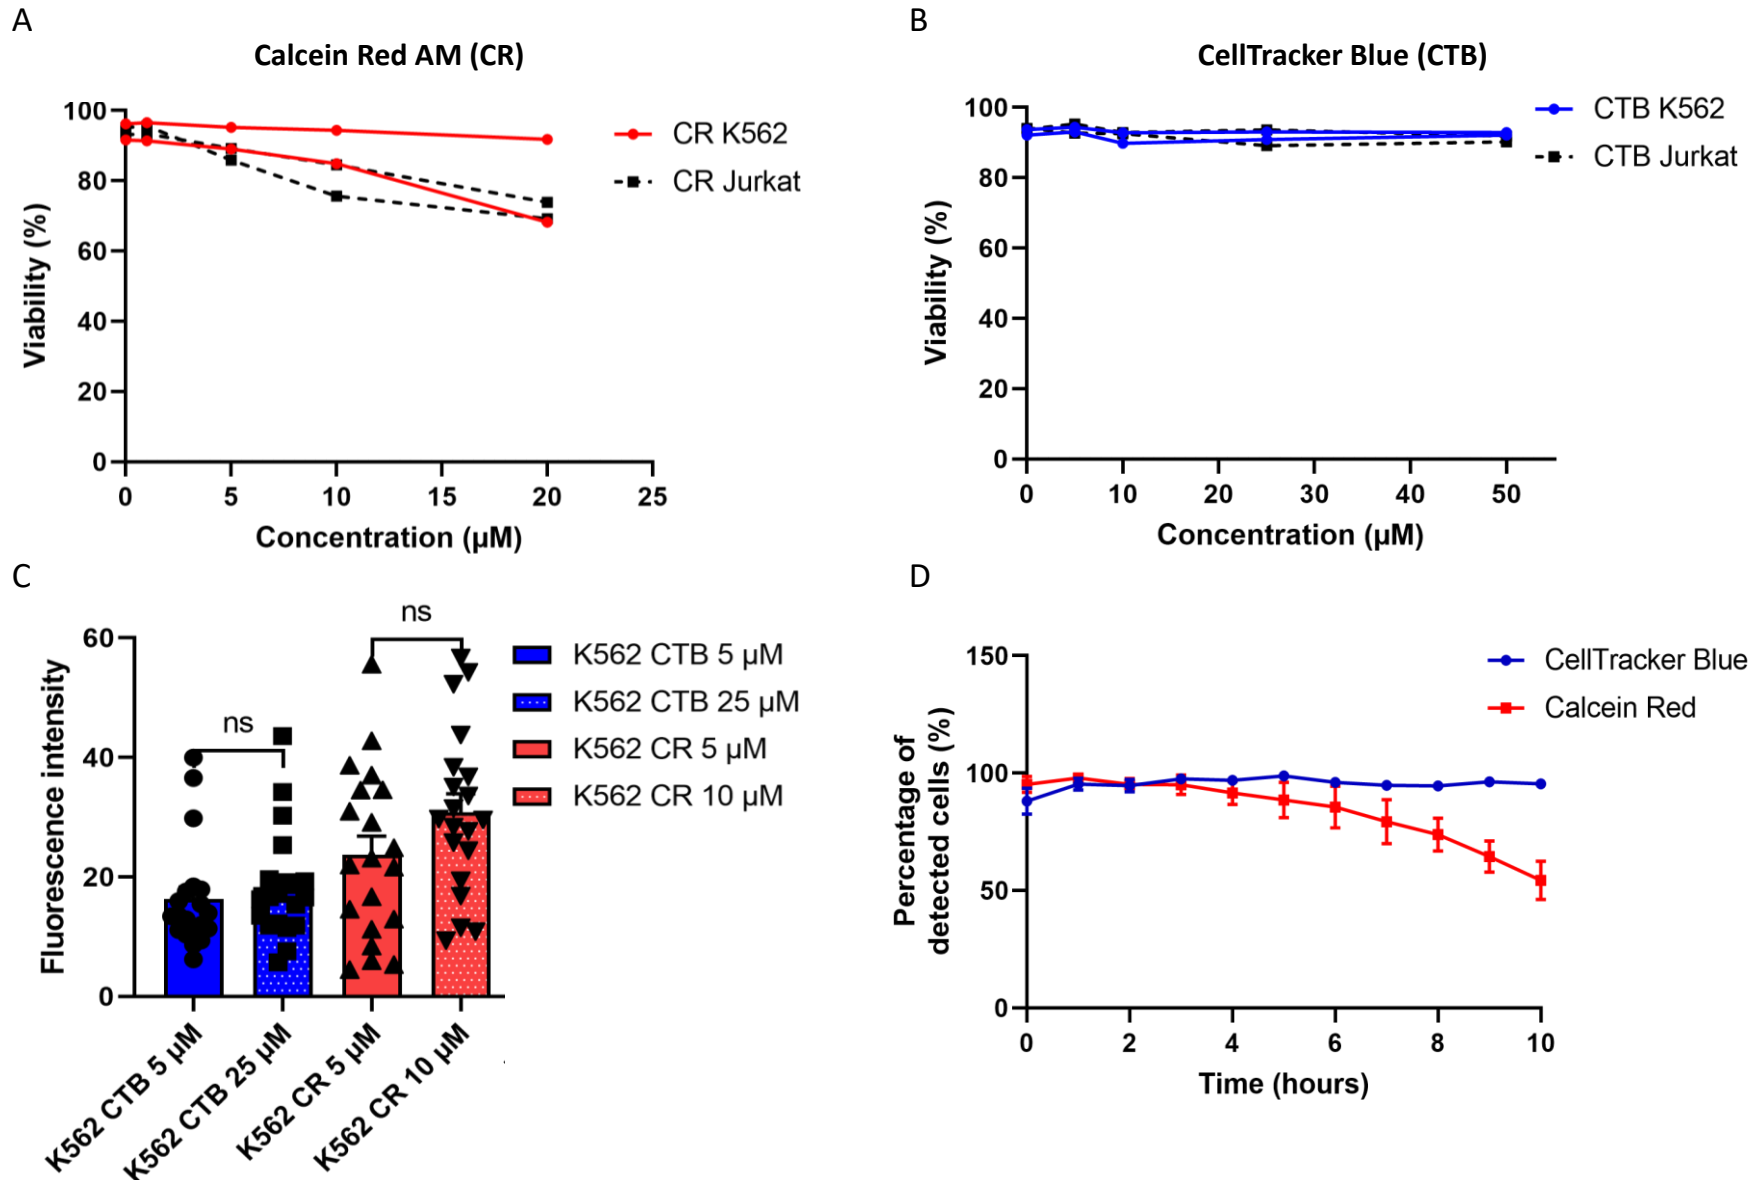 A
Calcein Red AM (CR)
100
80
60
40
20
0
Viability (%)
0 5 10 15 20 25
Concentration (µM)
CR K562
CR Jurkat
B
CellTracker Blue (CTB)
100
80
60
40
20
0
Viability (%)
0 10 20 30 40 50
Concentration (µM)
CTB K562
CTB Jurkat
C
60
40
20
0
Fluorescence intensity
ns
ns
K562 CTB 5 µM
K562 CTB 25 µM
K562 CR 5 µM
K562 CR 10 µM
K562 CTB 5 µM
K562 CTB 25 µM
K562 CR 5 µM
K562 CR 10 µM
D
150
100
50
0
Percentage of
detected cells (%)
0 2 4 6 8 10
Time (hours)
CellTracker Blue
Calcein Red